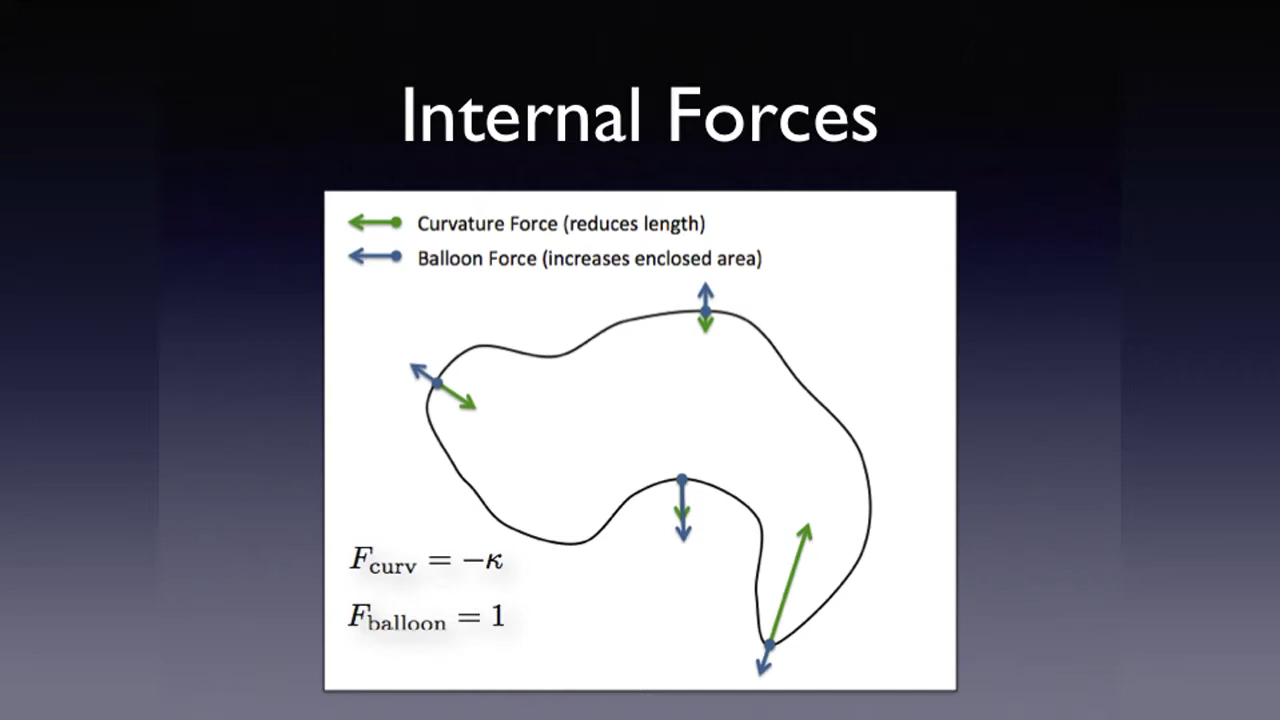 Internal Forces
Curvature Force (reduces length)
Balloon Force (increases enclosed area)
F_curv = −κ
F_balloon = 1